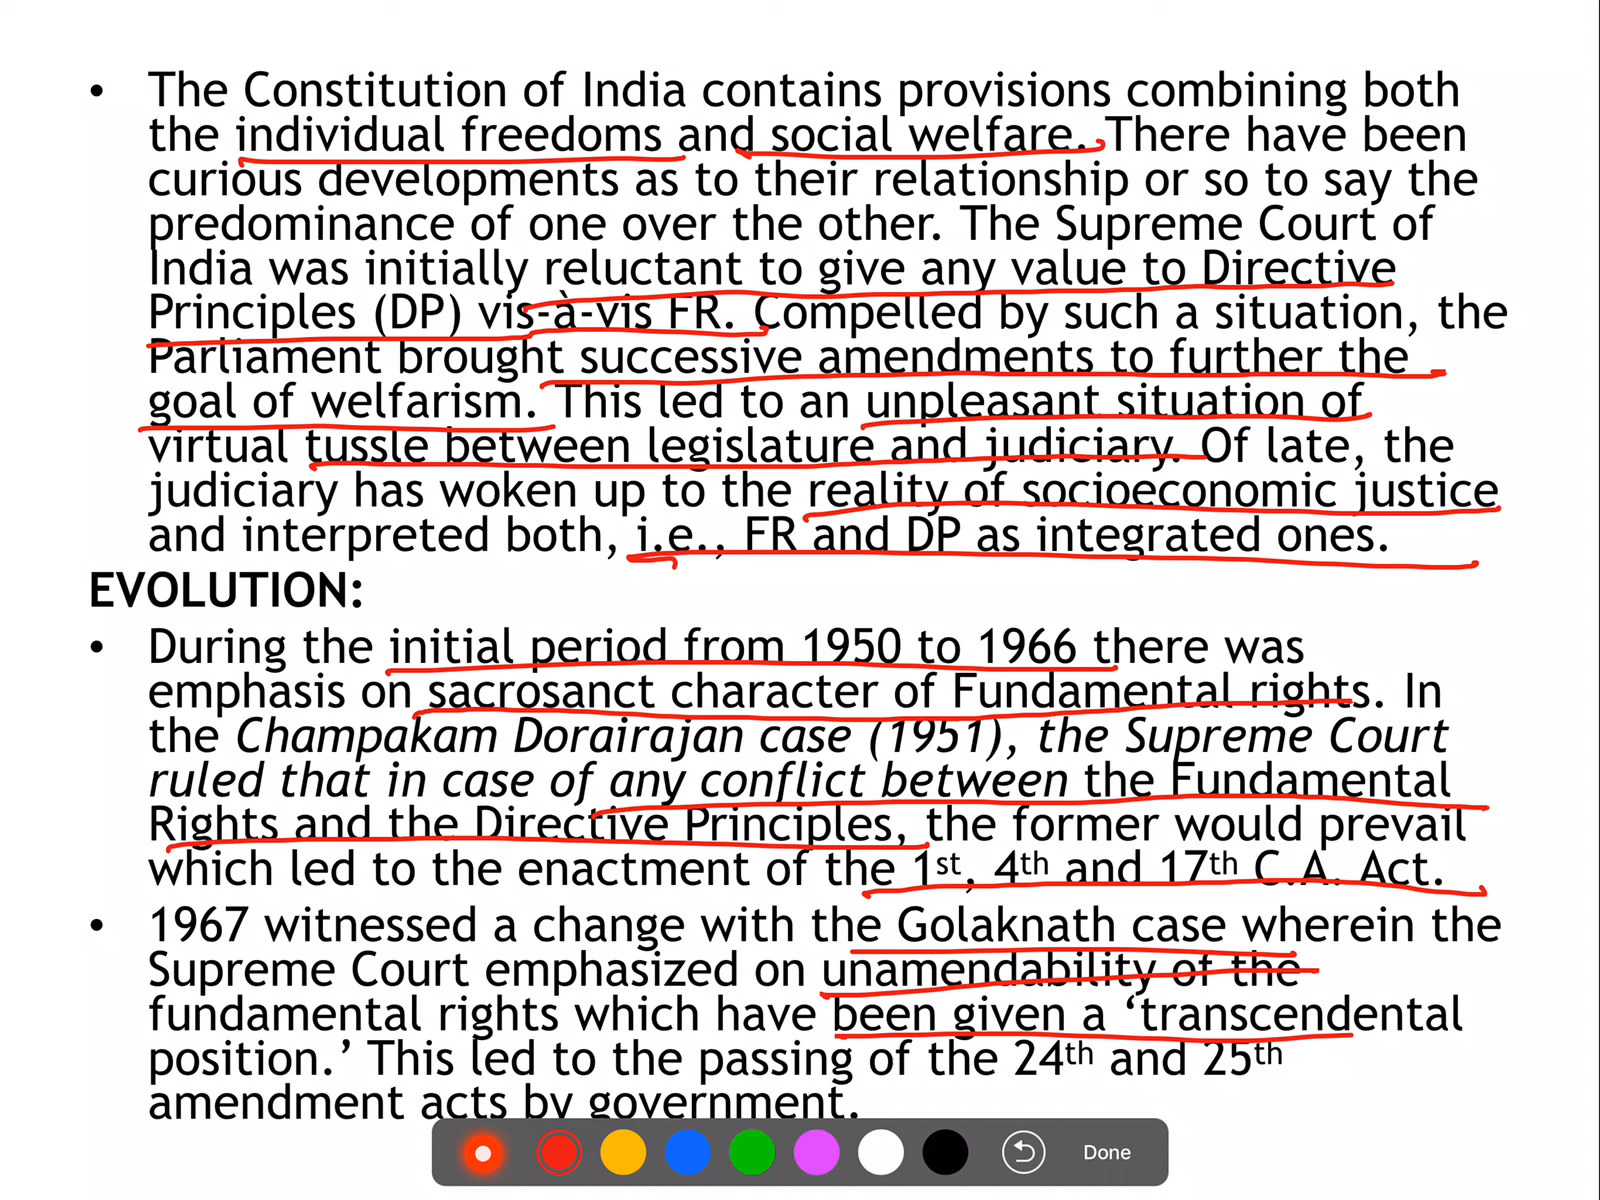 • The Constitution of India contains provisions combining both
the individual freedoms and social welfare. There have been
curious developments as to their relationship or so to say the
predominance of one over the other. The Supreme Court of
India was initially reluctant to give any value to Directive
Principles (DP) vis-à-vis FR. Compelled by such a situation, the
Parliament brought successive amendments to further the
goal of welfarism. This led to an unpleasant situation of
virtual tussle between legislature and judiciary. Of late, the
judiciary has woken up to the reality of socioeconomic justice
and interpreted both, i.e., FR and DP as integrated ones.
EVOLUTION:
• During the initial period from 1950 to 1966 there was
emphasis on sacrosanct character of Fundamental rights. In
the Champakam Dorairajan case (1951), the Supreme Court
ruled that in case of any conflict between the Fundamental
Rights and the Directive Principles, the former would prevail
which led to the enactment of the 1st, 4th and 17th C.A. Act.
• 1967 witnessed a change with the Golaknath case wherein the
Supreme Court emphasized on unamendability of the
fundamental rights which have been given a ‘transcendental
position.’ This led to the passing of the 24th and 25th
amendment acts by government.
Done